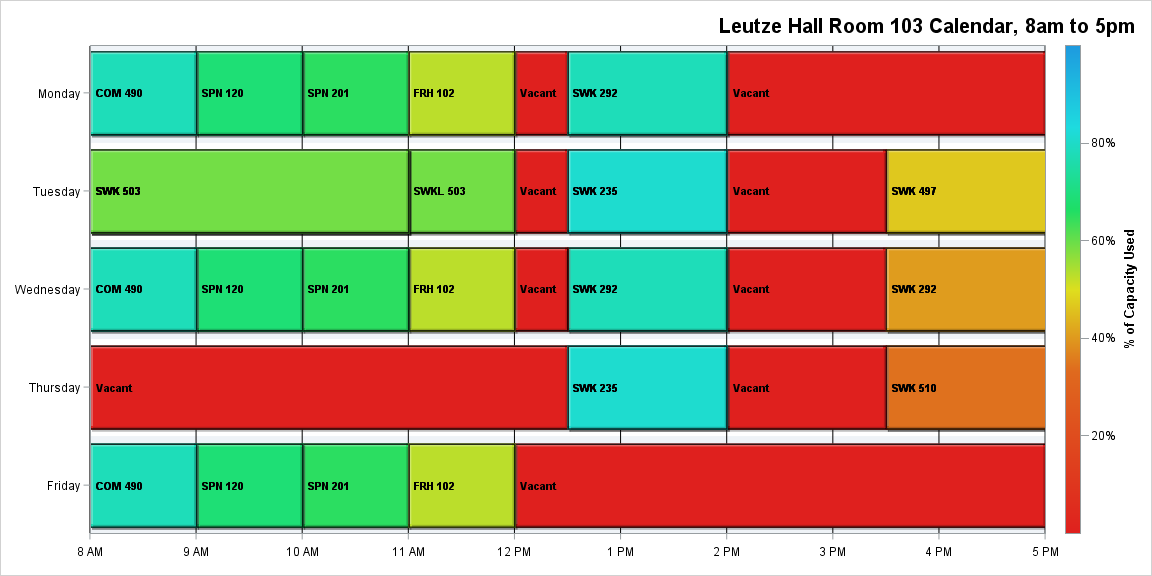 Leutze Hall Room 103 Calendar, 8am to 5pm
Monday
COM 490
SPN 120
SPN 201
FRH 102
Vacant
SWK 292
Vacant
Tuesday
SWK 503
SWKL 503
Vacant
SWK 235
Vacant
SWK 497
Wednesday
COM 490
SPN 120
SPN 201
FRH 102
Vacant
SWK 292
Vacant
SWK 292
Thursday
Vacant
SWK 235
Vacant
SWK 510
Friday
COM 490
SPN 120
SPN 201
FRH 102
Vacant
8 AM
9 AM
10 AM
11 AM
12 PM
1 PM
2 PM
3 PM
4 PM
5 PM
80%
60%
40%
20%
% of Capacity Used